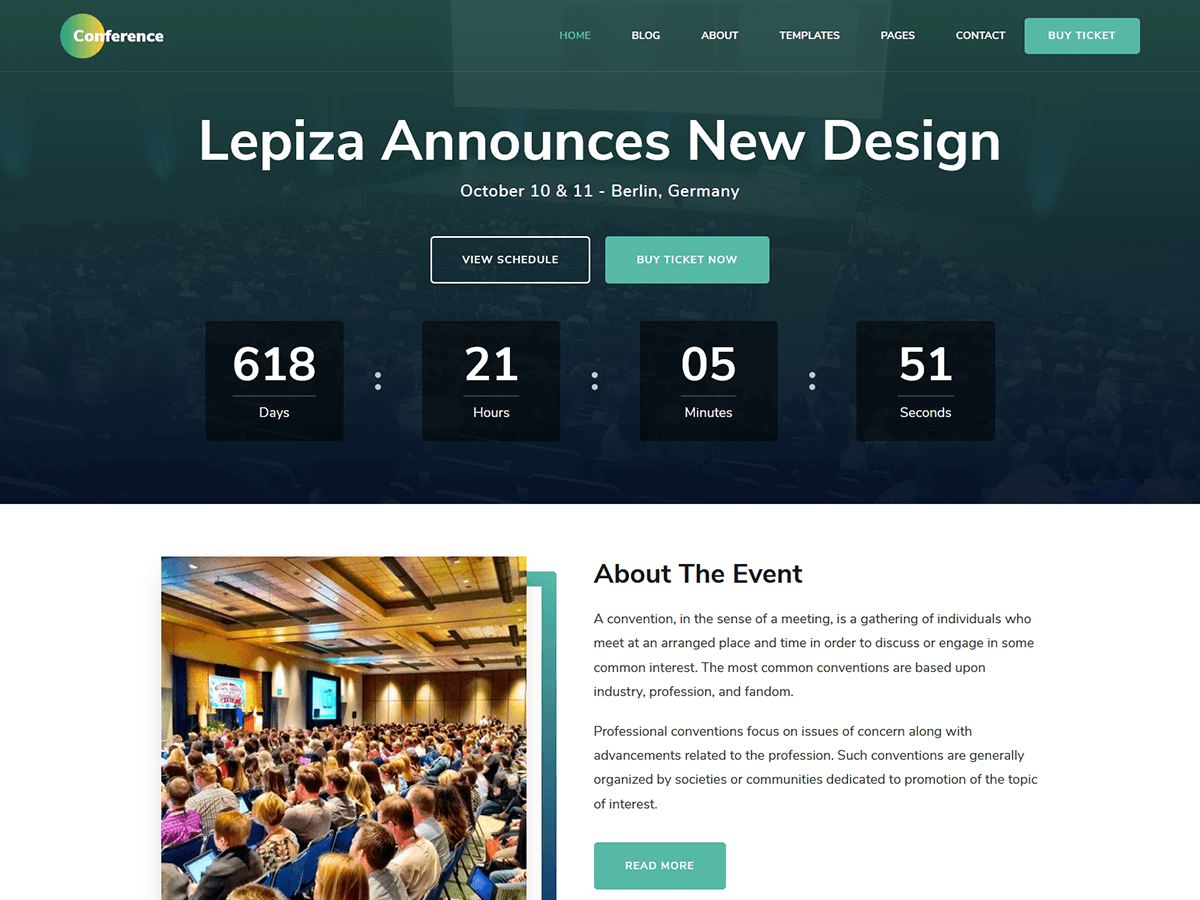 Conference
HOME BLOG ABOUT TEMPLATES PAGES CONTACT BUY TICKET
Lepiza Announces New Design
October 10 & 11 - Berlin, Germany
VIEW SCHEDULE BUY TICKET NOW
618 : 21 : 05 : 51
Days Hours Minutes Seconds
About The Event
A convention, in the sense of a meeting, is a gathering of individuals who
meet at an arranged place and time in order to discuss or engage in some
common interest. The most common conventions are based upon
industry, profession, and fandom.
Professional conventions focus on issues of concern along with
advancements related to the profession. Such conventions are generally
organized by societies or communities dedicated to promotion of the topic
of interest.
READ MORE